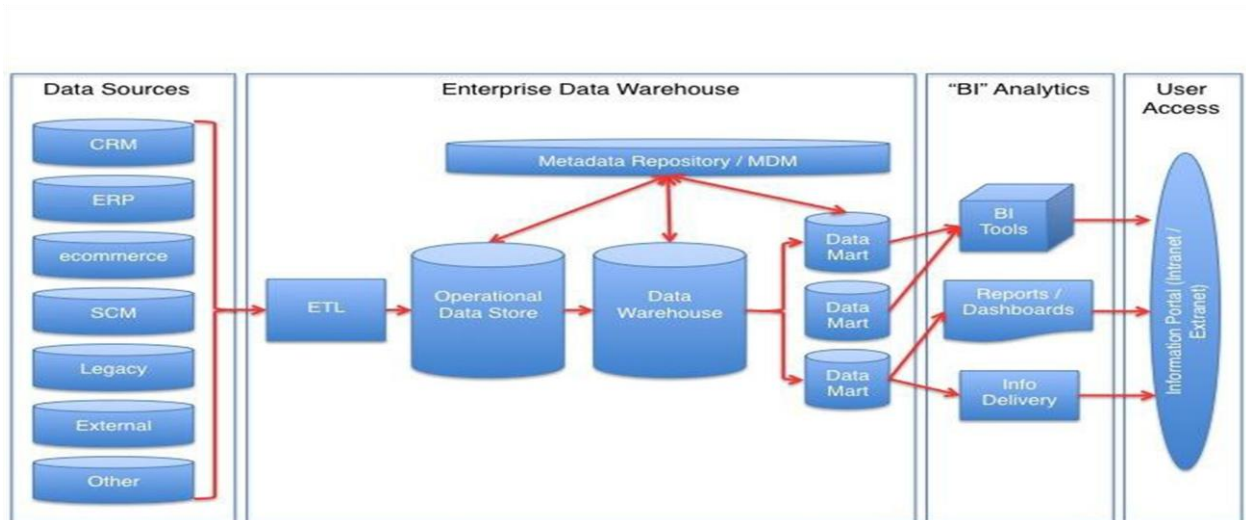 Data Sources
CRM
ERP
ecommerce
SCM
Legacy
External
Other
Enterprise Data Warehouse
Metadata Repository / MDM
ETL
Operational
Data Store
Data
Warehouse
Data
Mart
Data
Mart
Data
Mart
“BI” Analytics
BI
Tools
Reports /
Dashboards
Info
Delivery
User
Access
Information Portal (Intranet /
Extranet)